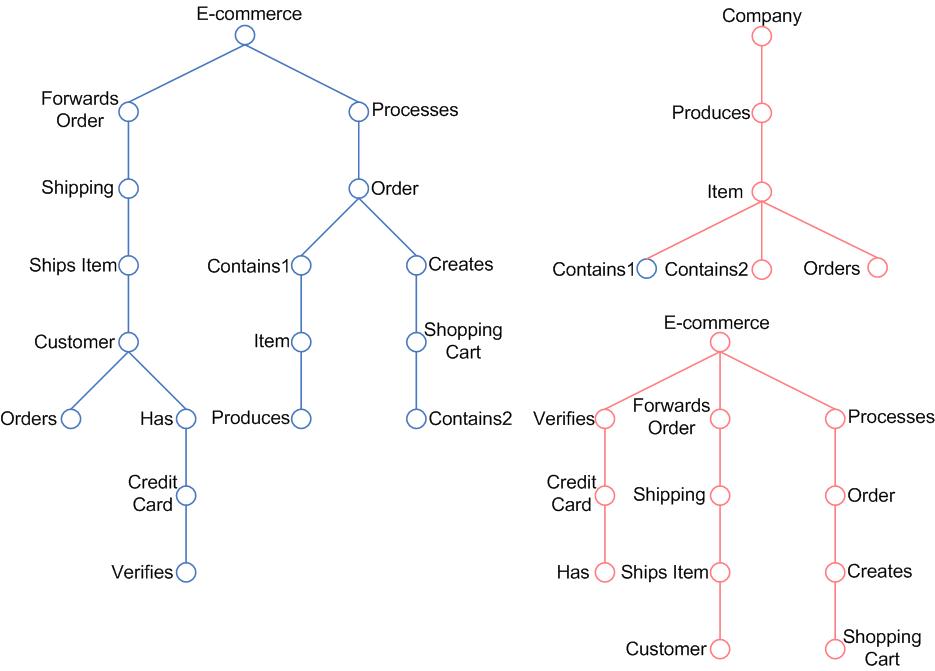 E-commerce
Forwards
Order
Processes
Shipping
Order
Ships Item
Contains1
Creates
Customer
Item
Shopping
Cart
Orders
Has
Produces
Contains2
Credit
Card
Verifies
Company
Produces
Item
Contains1
Contains2
Orders
E-commerce
Verifies
Forwards
Order
Processes
Credit
Card
Shipping
Order
Has
Ships Item
Creates
Customer
Shopping
Cart